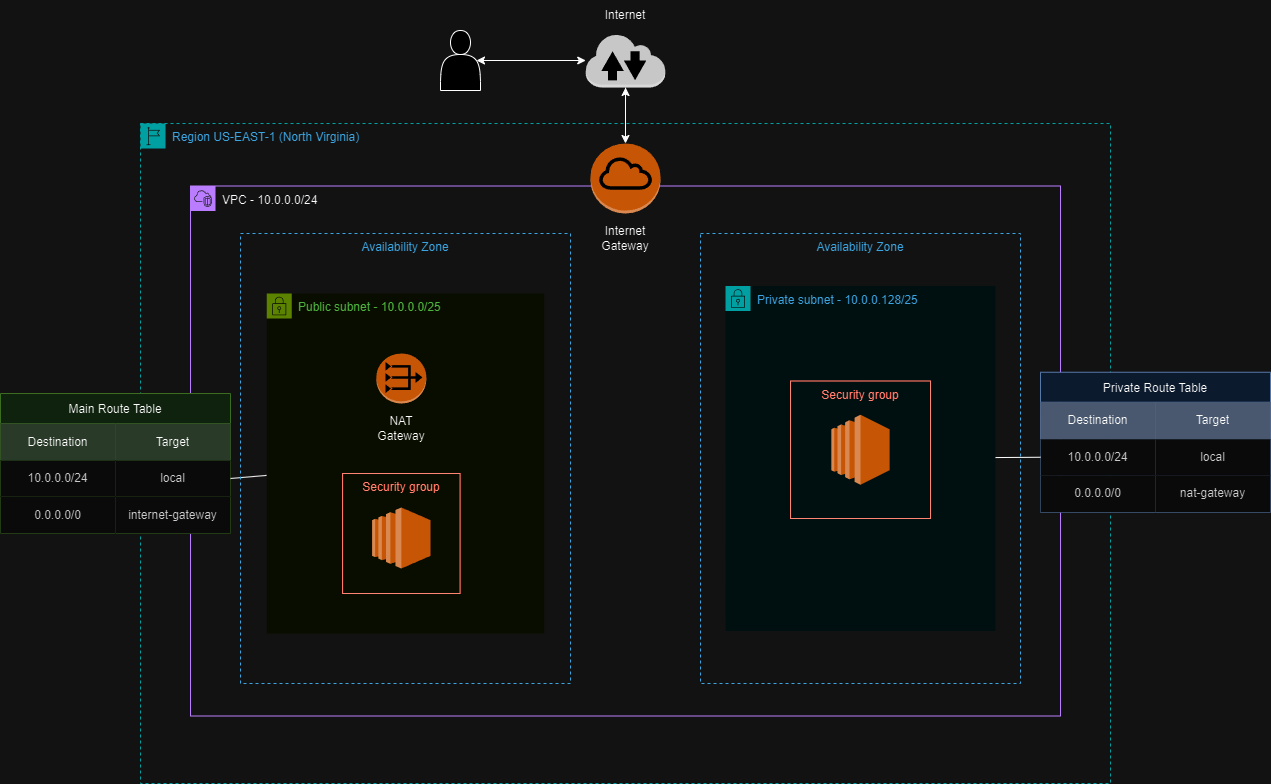 Internet
Region US-EAST-1 (North Virginia)
VPC - 10.0.0.0/24
Internet
Gateway
Availability Zone
Availability Zone
Public subnet - 10.0.0.0/25
Private subnet - 10.0.0.128/25
NAT
Gateway
Security group
Security group
Main Route Table
Destination Target
10.0.0.0/24 local
0.0.0.0/0 internet-gateway
Private Route Table
Destination Target
10.0.0.0/24 local
0.0.0.0/0 nat-gateway